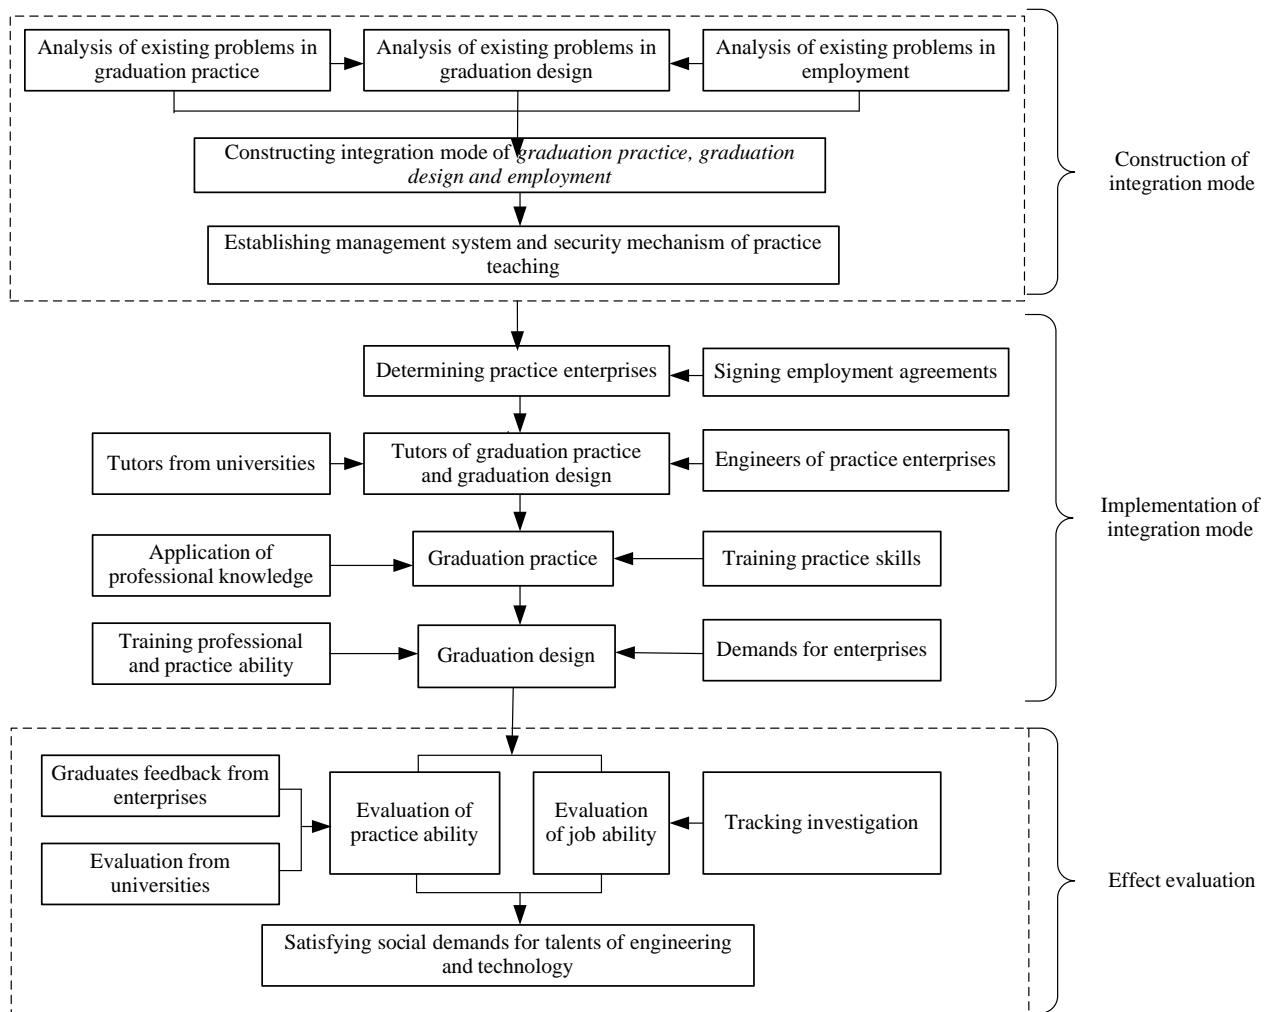 Analysis of existing problems in
graduation practice
Analysis of existing problems in
graduation design
Analysis of existing problems in
employment
Constructing integration mode of graduation practice, graduation
design and employment
Establishing management system and security mechanism of practice
teaching
Construction of
integration mode
Determining practice enterprises
Signing employment agreements
Tutors from universities
Tutors of graduation practice
and graduation design
Engineers of practice enterprises
Application of
professional knowledge
Graduation practice
Training practice skills
Training professional
and practice ability
Graduation design
Demands for enterprises
Implementation of
integration mode
Graduates feedback from
enterprises
Evaluation from
universities
Evaluation of
practice ability
Evaluation
of job ability
Tracking investigation
Satisfying social demands for talents of engineering
and technology
Effect evaluation